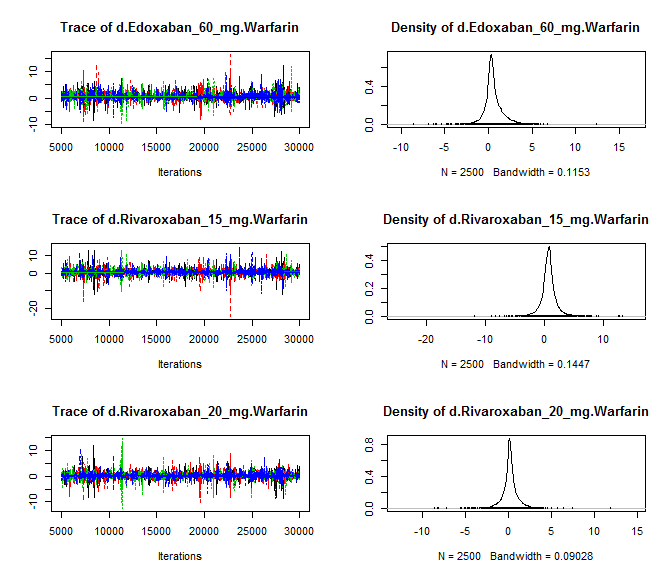 Trace of d.Edoxaban_60_mg.Warfarin
10
0
-10
5000 10000 15000 20000 25000 30000
Iterations
Density of d.Edoxaban_60_mg.Warfarin
0.4
0.0
-10 -5 0 5 10 15
N = 2500 Bandwidth = 0.1153
Trace of d.Rivaroxaban_15_mg.Warfarin
10
0
-20
5000 10000 15000 20000 25000 30000
Iterations
Density of d.Rivaroxaban_15_mg.Warfarin
0.4
0.2
0.0
-20 -10 0 10
N = 2500 Bandwidth = 0.1447
Trace of d.Rivaroxaban_20_mg.Warfarin
10
0
-10
5000 10000 15000 20000 25000 30000
Iterations
Density of d.Rivaroxaban_20_mg.Warfarin
0.8
0.4
0.0
-10 -5 0 5 10 15
N = 2500 Bandwidth = 0.09028